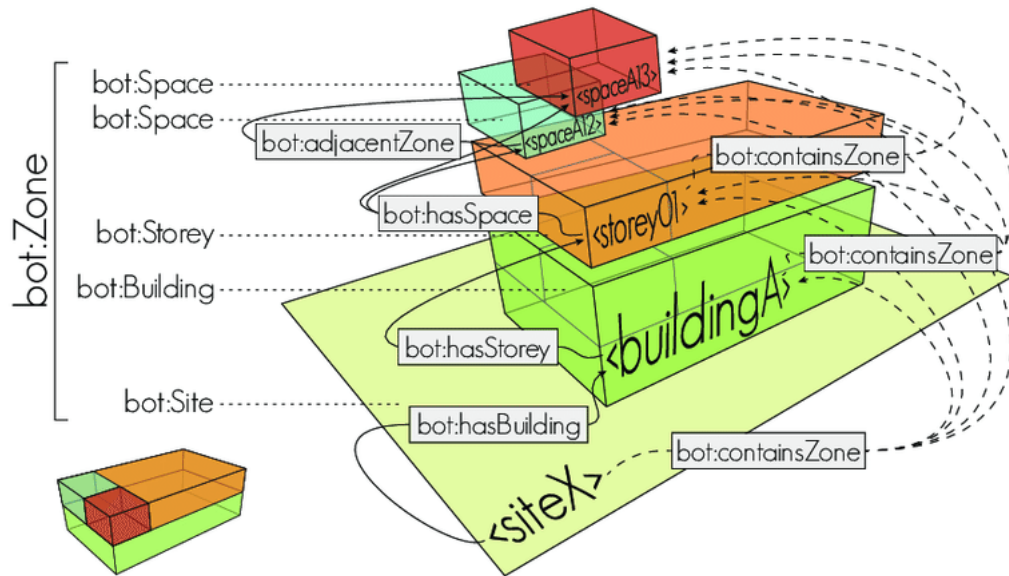 bot:Zone
bot:Space
bot:Space
bot:Storey
bot:Building
bot:Site
<spaceA13>
<spaceA12>
bot:adjacentZone
bot:containsZone
bot:hasSpace
<storey01>
bot:containsZone
<buildingA>
bot:hasStorey
bot:hasBuilding
bot:containsZone
<siteX>